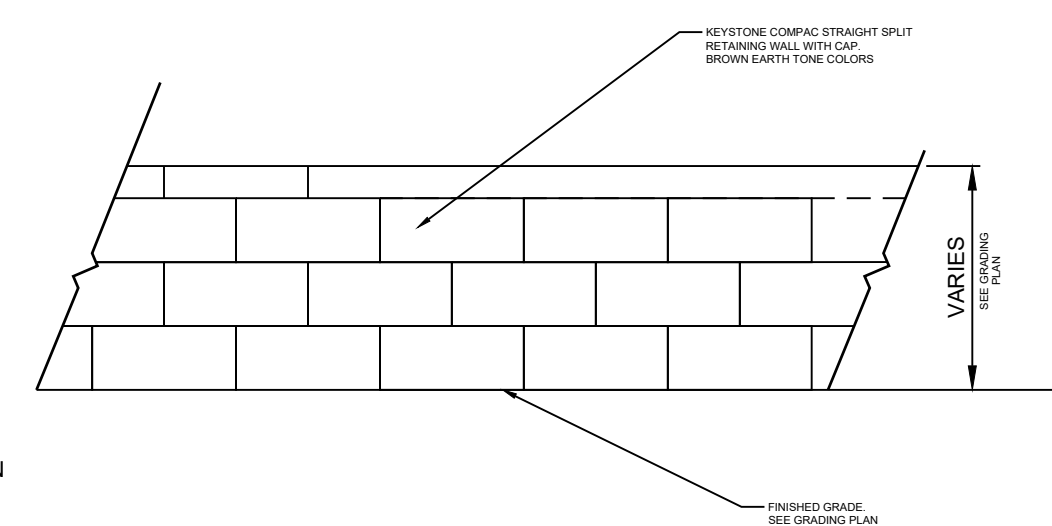 KEYSTONE COMPAC STRAIGHT SPLIT
RETAINING WALL WITH CAP.
BROWN EARTH TONE COLORS
VARIES
SEE GRADING
PLAN
N
FINISHED GRADE.
SEE GRADING PLAN